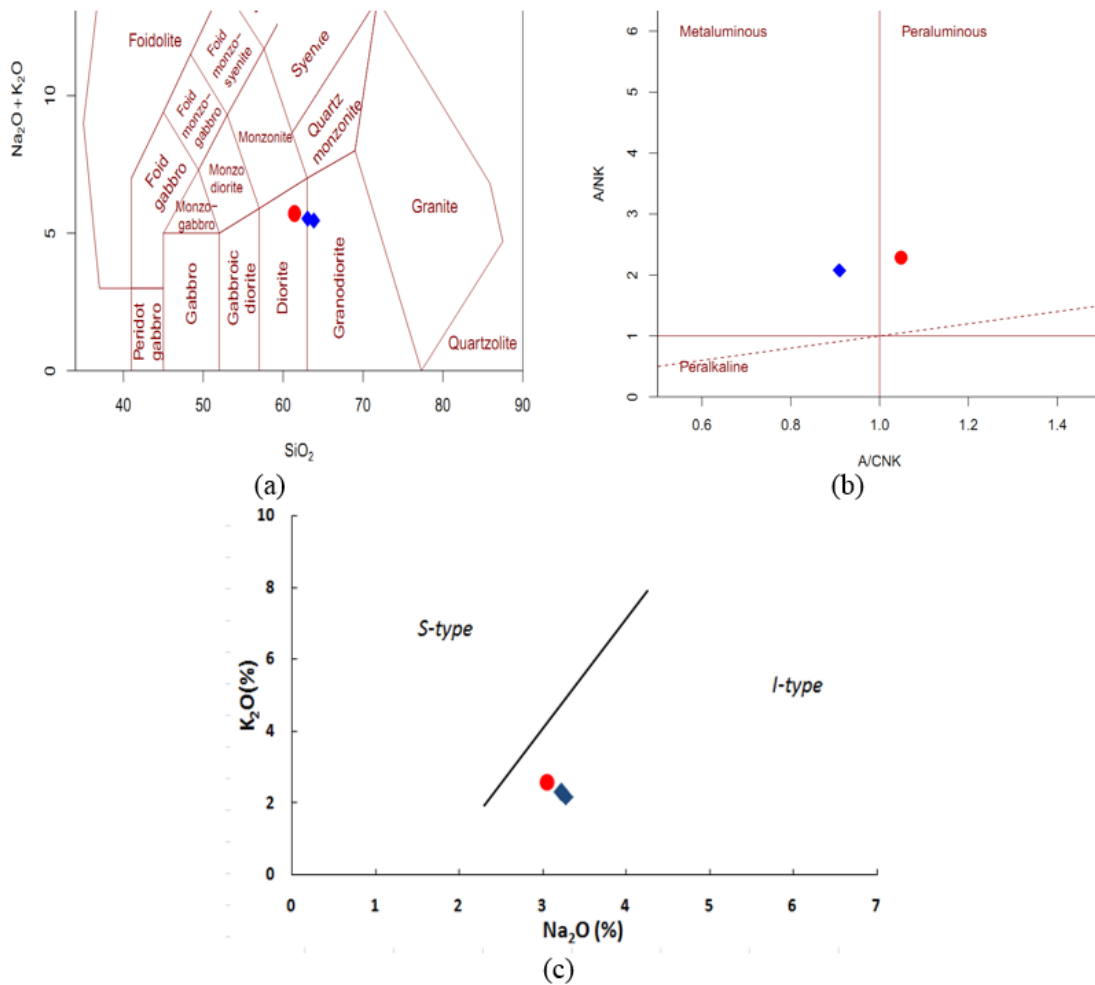 Na₂O+K₂O
10
5
0
Foidolite
Foid
monzo-
syenite
Syenite
Foid
monzo-
gabbro
Quartz
monzonite
Monzonite
Foid
gabbro
Monzo
diorite
Monzo-
gabbro
Granite
Peridot
gabbro
Gabbro
Gabbroic
diorite
Diorite
Granodiorite
Quartzolite
40 50 60 70 80 90
SiO₂
(a)
Metaluminous Peraluminous
A/NK
6
5
4
3
2
1
0
Peralkaline
0.6 0.8 1.0 1.2 1.4
A/CNK
(b)
K₂O(%)
10
8
6
4
2
0
S-type
I-type
0 1 2 3 4 5 6 7
Na₂O (%)
(c)